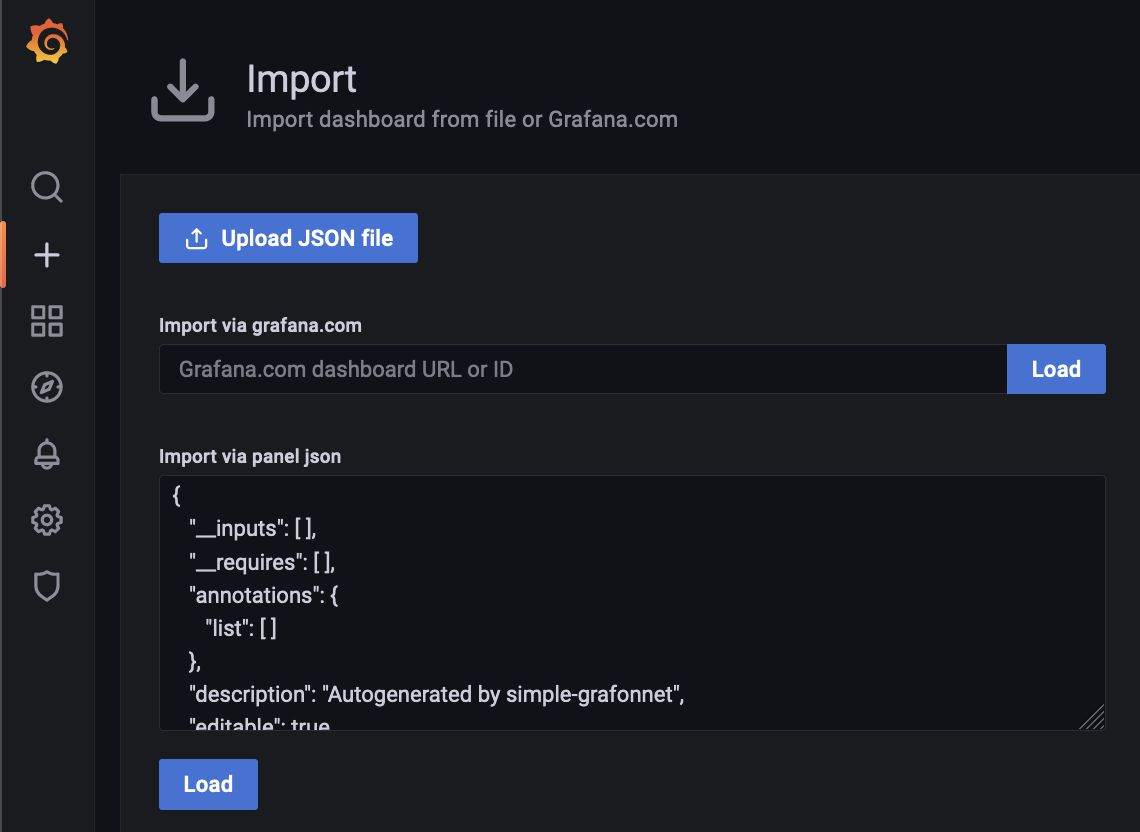 Import
Import dashboard from file or Grafana.com
Upload JSON file
Import via grafana.com
Grafana.com dashboard URL or ID
Load
Import via panel json
{
"__inputs": [ ],
"__requires": [ ],
"annotations": {
"list": [ ]
},
"description": "Autogenerated by simple-grafonnet",
"editable": true
Load